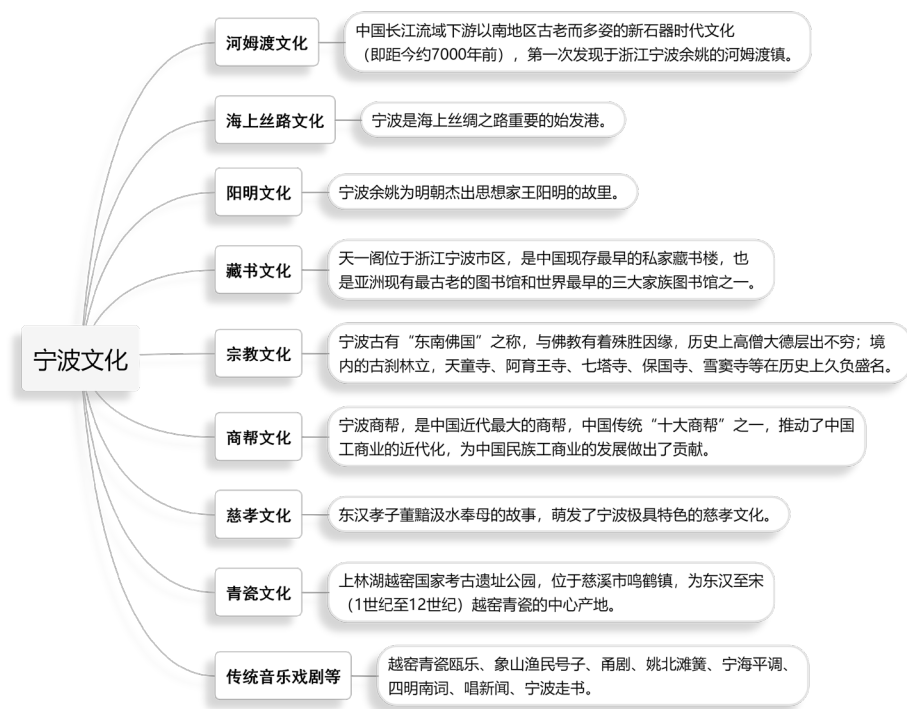 宁波文化
河姆渡文化
中国长江流域下游以南地区古老而多姿的新石器时代文化
（即距今约7000年前），第一次发现于浙江宁波余姚的河姆渡镇。
海上丝路文化
宁波是海上丝绸之路重要的始发港。
阳明文化
宁波余姚为明朝杰出思想家王阳明的故里。
藏书文化
天一阁位于浙江宁波市区，是中国现存最早的私家藏书楼，也
是亚洲现有最古老的图书馆和世界最早的三大家族图书馆之一。
宗教文化
宁波古有“东南佛国”之称，与佛教有着殊胜因缘，历史上高僧大德层出不穷；境
内的古刹林立，天童寺、阿育王寺、七塔寺、保国寺、雪窦寺等在历史上久负盛名。
商帮文化
宁波商帮，是中国近代最大的商帮，中国传统“十大商帮”之一，推动了中国
工商业的近代化，为中国民族工商业的发展做出了贡献。
慈孝文化
东汉孝子董黯汲水奉母的故事，萌发了宁波极具特色的慈孝文化。
青瓷文化
上林湖越窑国家考古遗址公园，位于慈溪市鸣鹤镇，为东汉至宋
（1世纪至12世纪）越窑青瓷的中心产地。
传统音乐戏剧等
越窑青瓷瓯乐、象山渔民号子、甬剧、姚北滩簧、宁海平调、
四明南词、唱新闻、宁波走书。